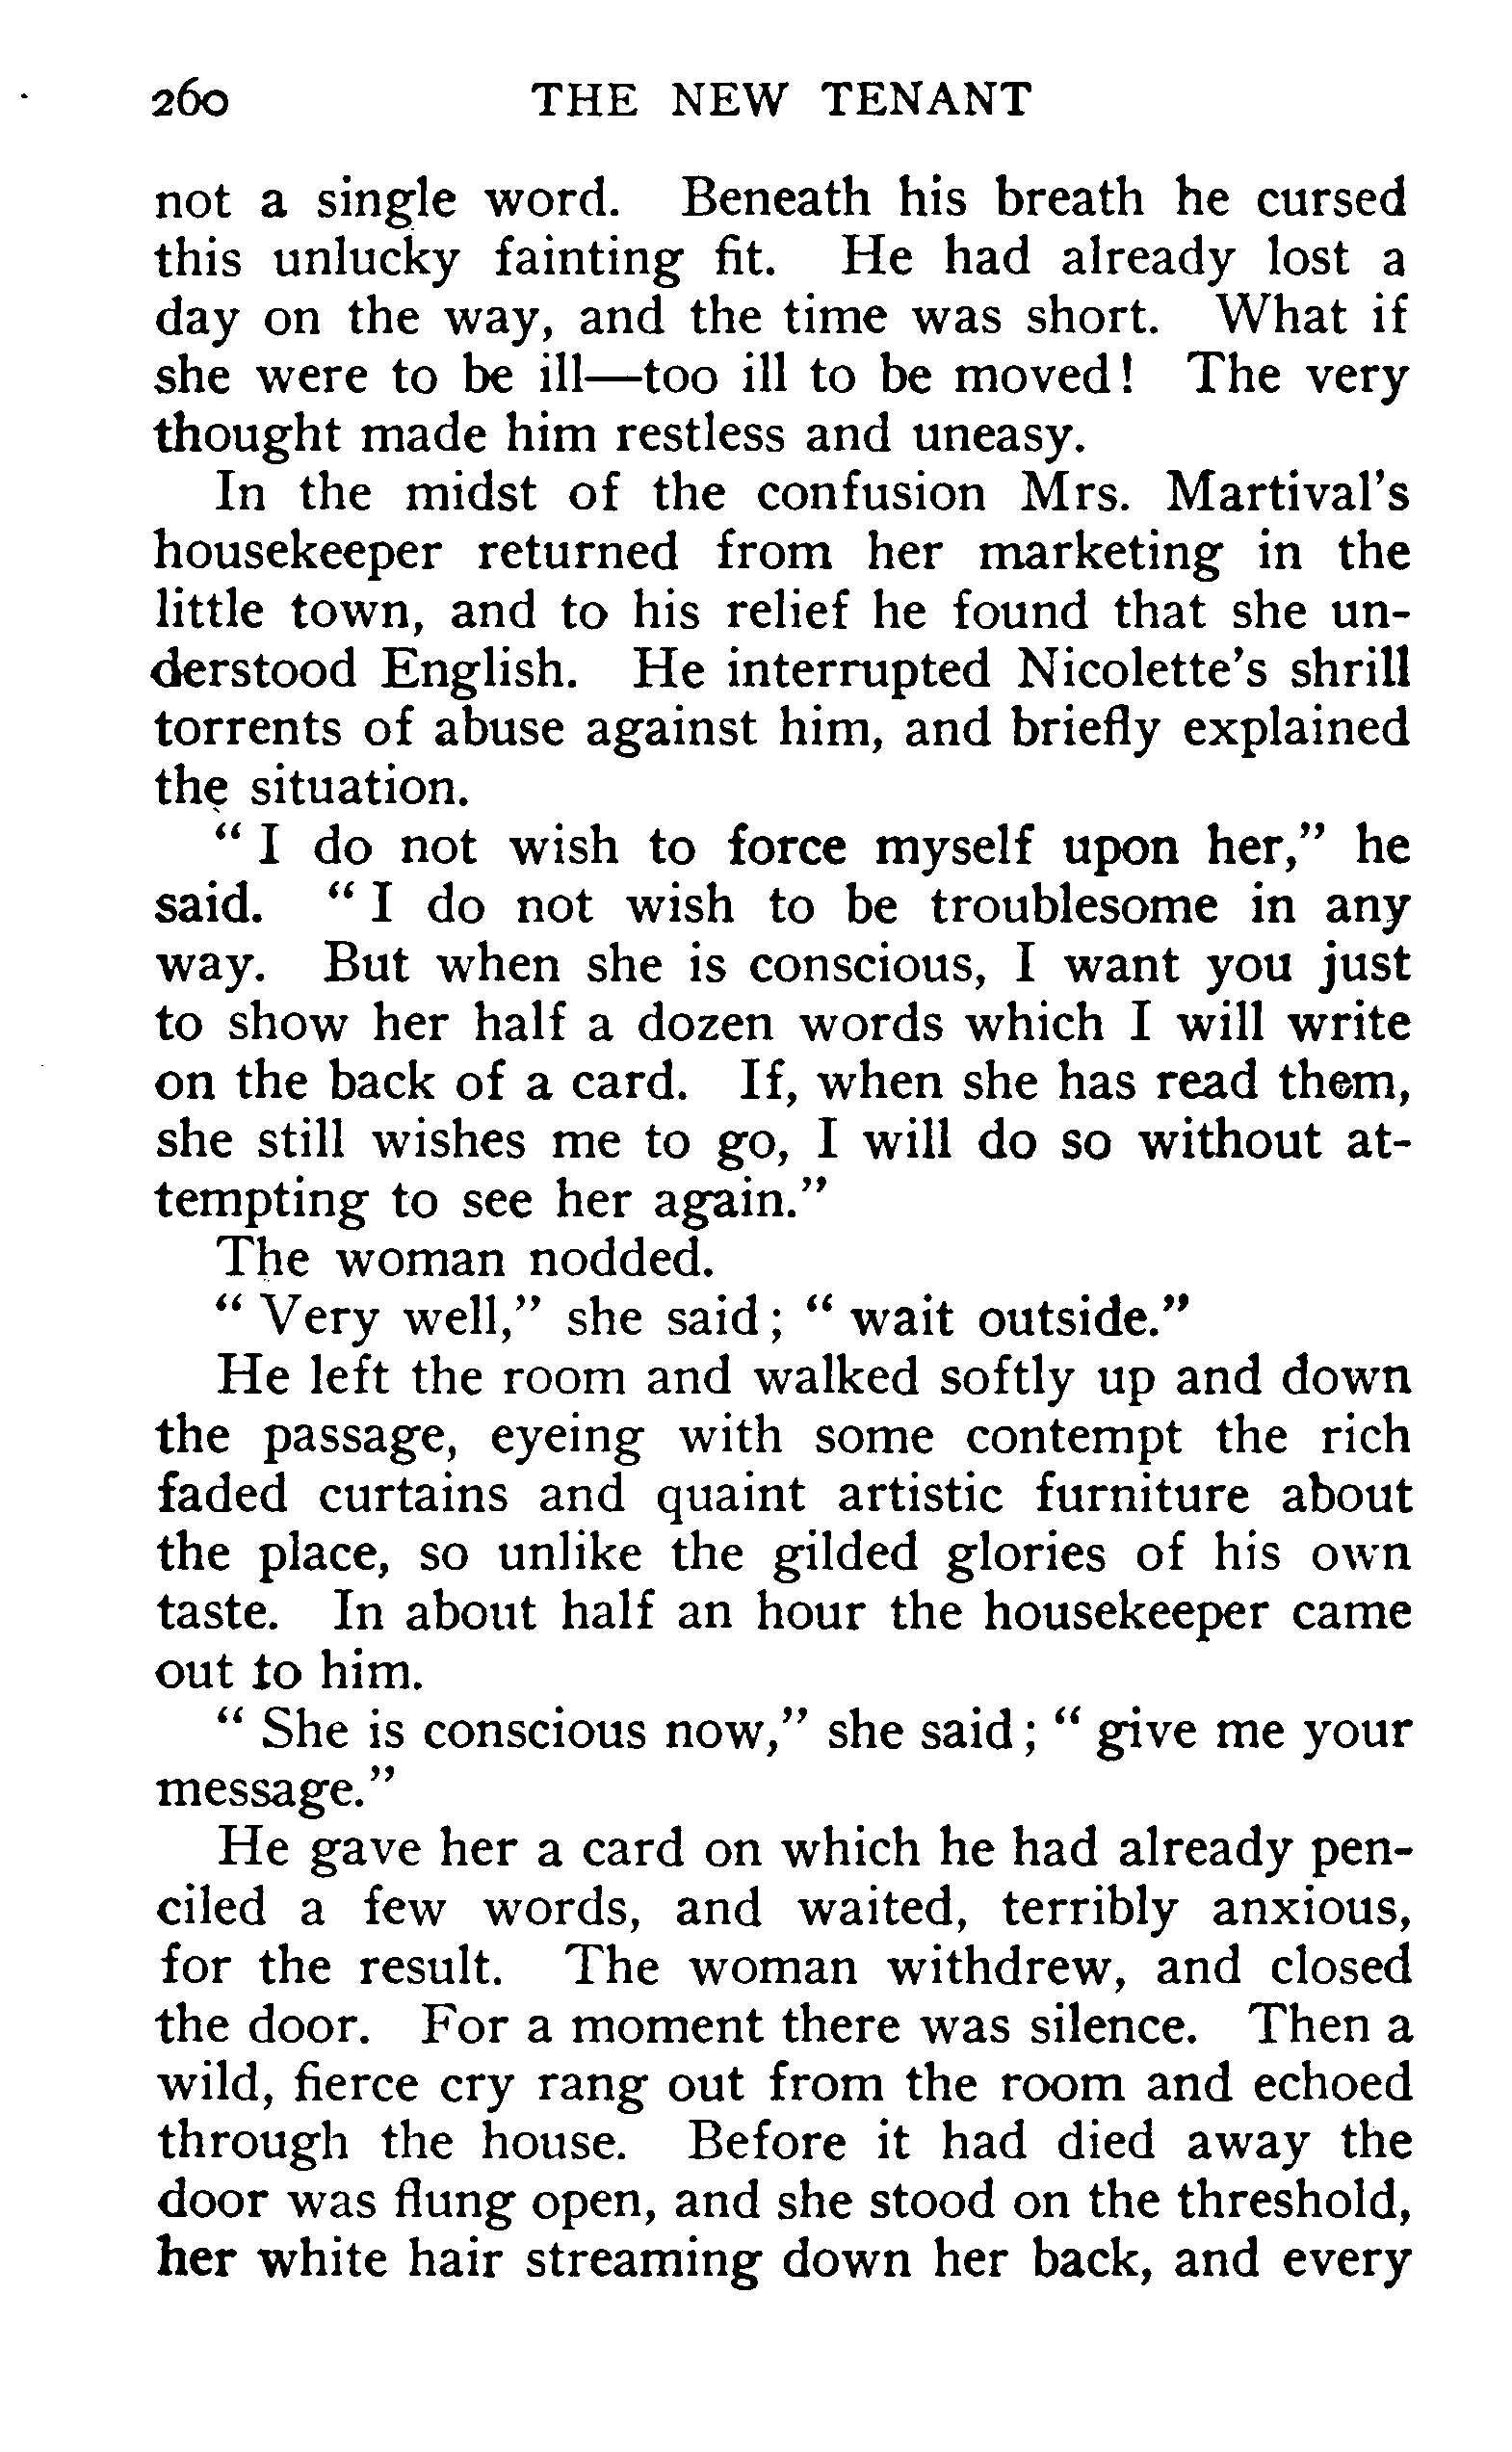 260 THE NEW TENANT
not a single word. Beneath his breath he cursed
this unlucky fainting fit. He had already lost a
day on the way, and the time was short. What if
she were to be ill—too ill to be moved! The very
thought made him restless and uneasy.
In the midst of the confusion Mrs. Martival's
housekeeper returned from her marketing in the
little town, and to his relief he found that she un-
derstood English. He interrupted Nicolette's shrill
torrents of abuse against him, and briefly explained
the situation.
“ I do not wish to force myself upon her,” he
said. “ I do not wish to be troublesome in any
way. But when she is conscious, I want you just
to show her half a dozen words which I will write
on the back of a card. If, when she has read them,
she still wishes me to go, I will do so without at-
tempting to see her again.”
The woman nodded.
“ Very well,” she said ; “ wait outside.”
He left the room and walked softly up and down
the passage, eyeing with some contempt the rich
faded curtains and quaint artistic furniture about
the place, so unlike the gilded glories of his own
taste. In about half an hour the housekeeper came
out to him.
“ She is conscious now,” she said ; “ give me your
message.”
He gave her a card on which he had already pen-
ciled a few words, and waited, terribly anxious,
for the result. The woman withdrew, and closed
the door. For a moment there was silence. Then a
wild, fierce cry rang out from the room and echoed
through the house. Before it had died away the
door was flung open, and she stood on the threshold,
her white hair streaming down her back, and every